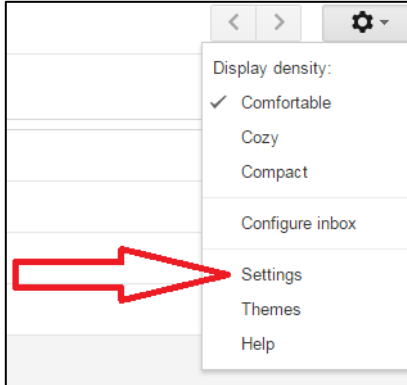 Display density:
Comfortable
Cozy
Compact
Configure inbox
Settings
Themes
Help